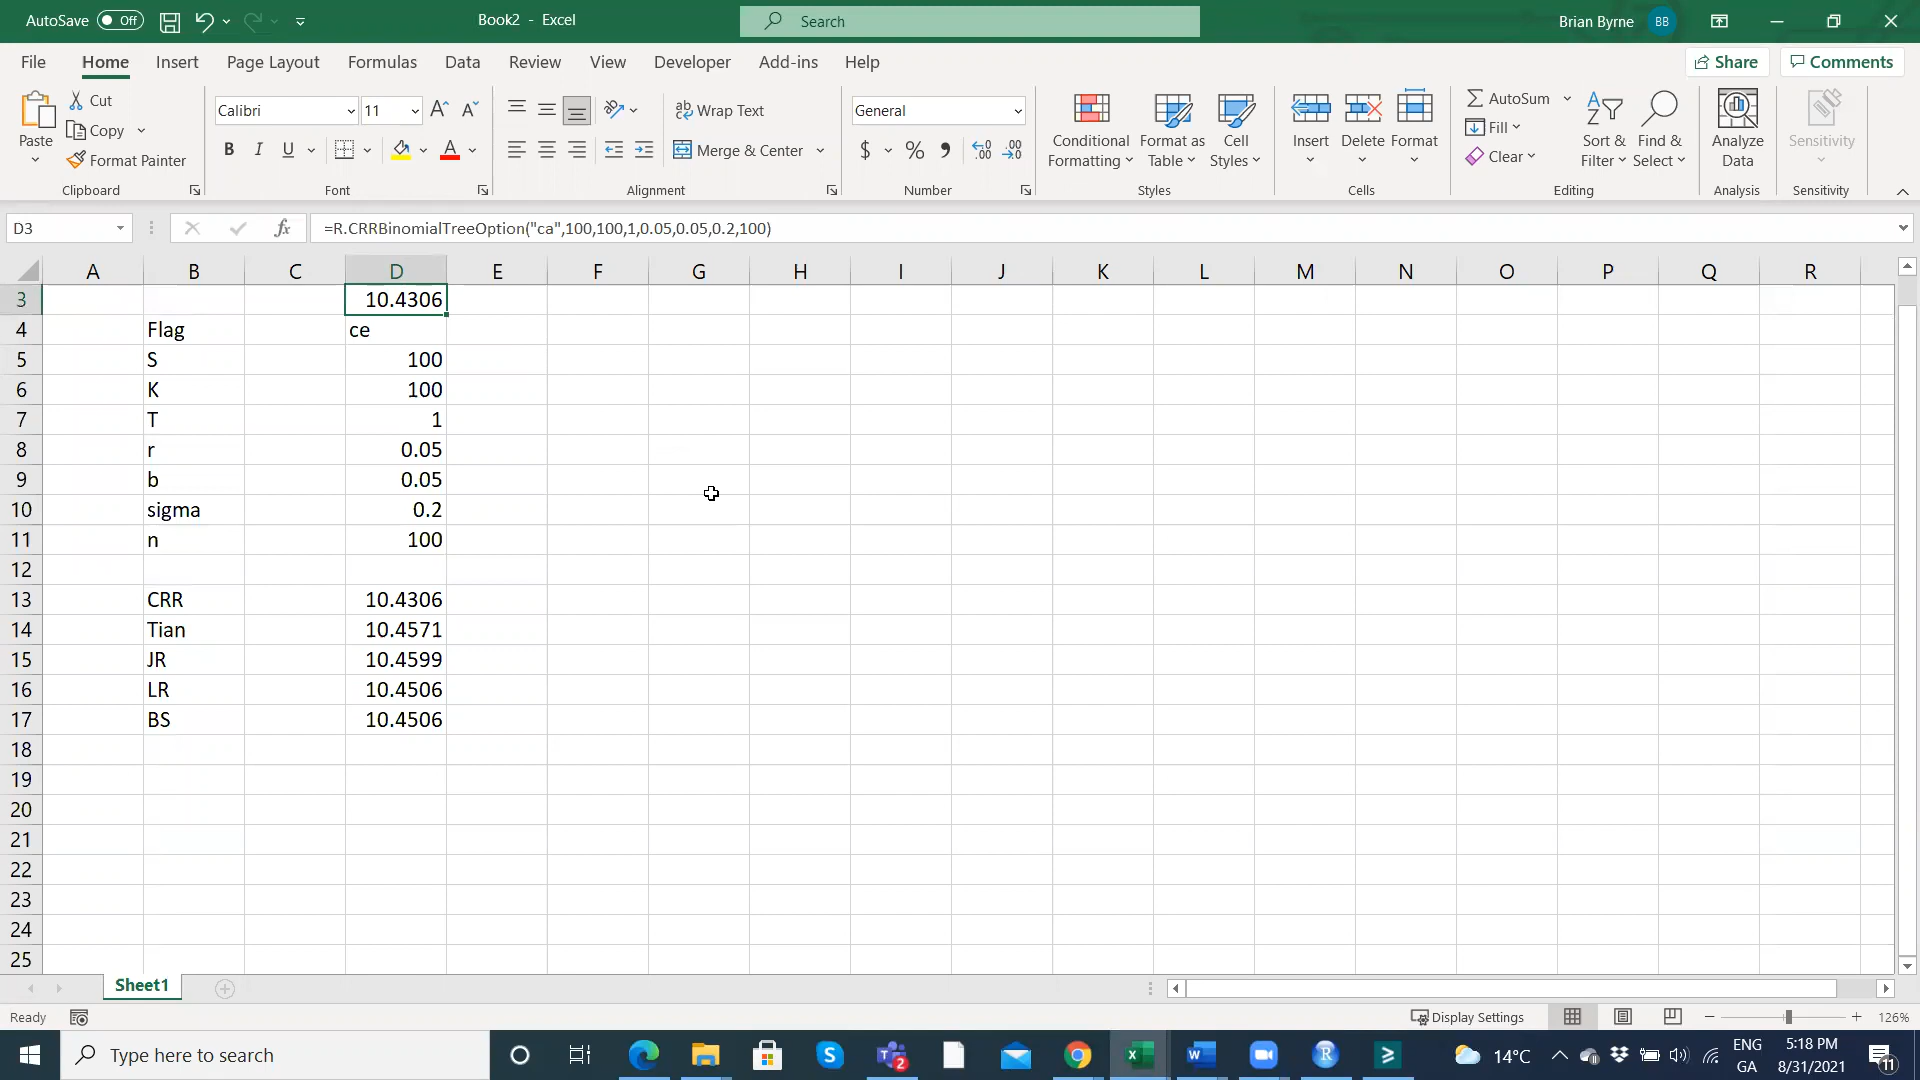 AutoSave Off Book2 - Excel Search Brian Byrne BB
File Home Insert Page Layout Formulas Data Review View Developer Add-ins Help Share Comments
Paste Cut Copy Format Painter Clipboard
Calibri 11 A^ A B I U A Font
Wrap Text Merge & Center Alignment
General $ % 9 .00 .00 Number
Conditional Formatting Format as Table Cell Styles Styles
Insert Delete Format Cells
AutoSum Fill Clear Sort & Filter Find & Select Editing
Analyze Data Analysis
Sensitivity Sensitivity
D3 fx =R.CRRBinomialTreeOption("ca",100,100,1,0.05,0.05,0.2,100)
A B C D E F G H I J K L M N O P Q R
3 10.4306
4 Flag ce
5 S 100
6 K 100
7 T 1
8 r 0.05
9 b 0.05
10 sigma 0.2
11 n 100
12
13 CRR 10.4306
14 Tian 10.4571
15 JR 10.4599
16 LR 10.4506
17 BS 10.4506
18
19
20
21
22
23
24
25
Sheet1
Ready Display Settings 126%
Type here to search 2 14°C ENG GA 5:18 PM 8/31/2021 11